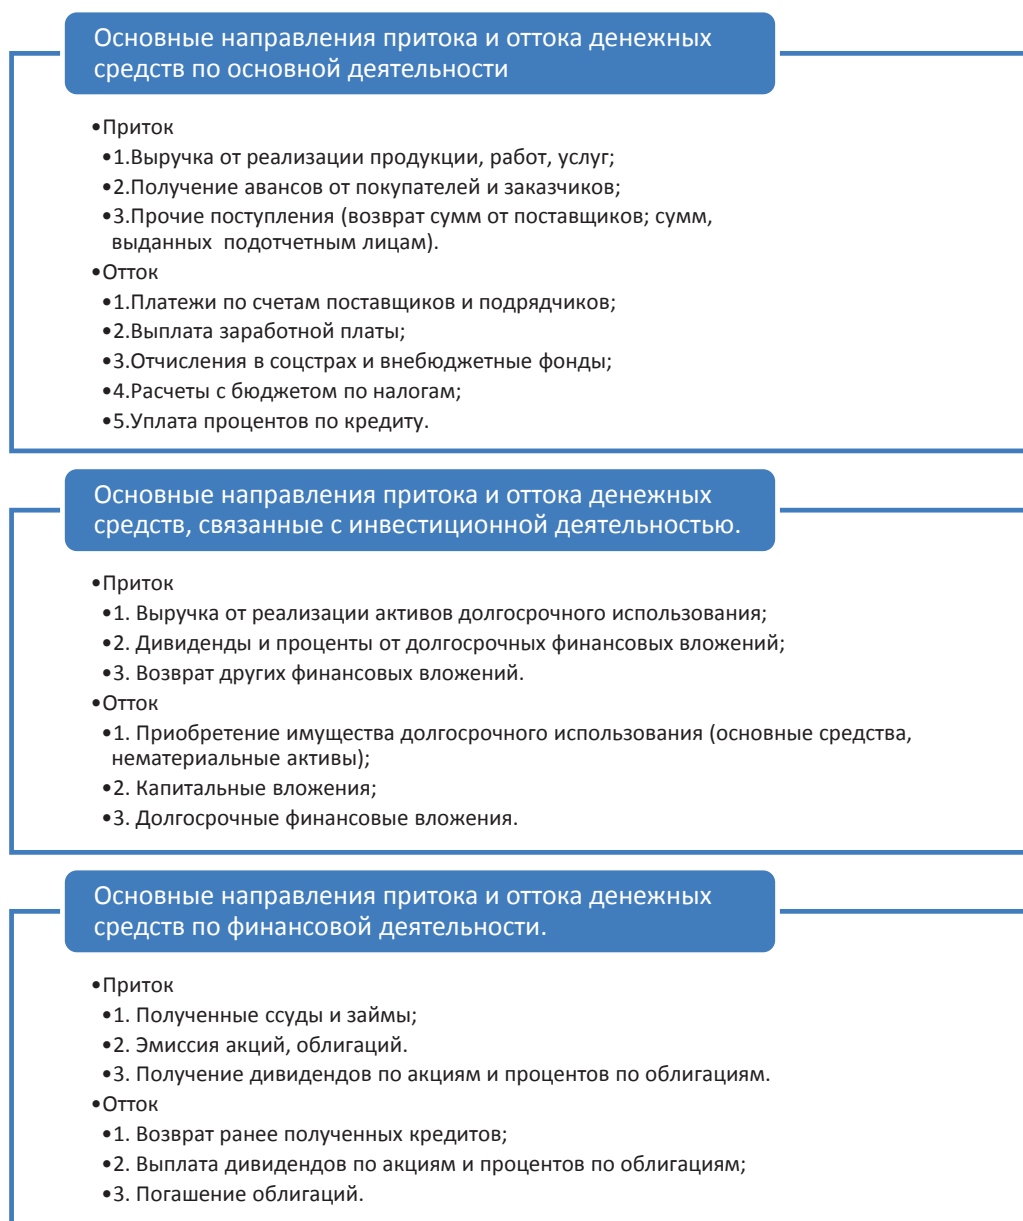 Основные направления притока и оттока денежных
средств по основной деятельности
•Приток
•1.Выручка от реализации продукции, работ, услуг;
•2.Получение авансов от покупателей и заказчиков;
•3.Прочие поступления (возврат сумм от поставщиков; сумм,
выданных подотчетным лицам).
•Отток
•1.Платежи по счетам поставщиков и подрядчиков;
•2.Выплата заработной платы;
•3.Отчисления в соцстрах и внебюджетные фонды;
•4.Расчеты с бюджетом по налогам;
•5.Уплата процентов по кредиту.
Основные направления притока и оттока денежных
средств, связанные с инвестиционной деятельностью.
•Приток
•1. Выручка от реализации активов долгосрочного использования;
•2. Дивиденды и проценты от долгосрочных финансовых вложений;
•3. Возврат других финансовых вложений.
•Отток
•1. Приобретение имущества долгосрочного использования (основные средства,
нематериальные активы);
•2. Капитальные вложения;
•3. Долгосрочные финансовые вложения.
Основные направления притока и оттока денежных
средств по финансовой деятельности.
•Приток
•1. Полученные ссуды и займы;
•2. Эмиссия акций, облигаций.
•3. Получение дивидендов по акциям и процентов по облигациям.
•Отток
•1. Возврат ранее полученных кредитов;
•2. Выплата дивидендов по акциям и процентов по облигациям;
•3. Погашение облигаций.